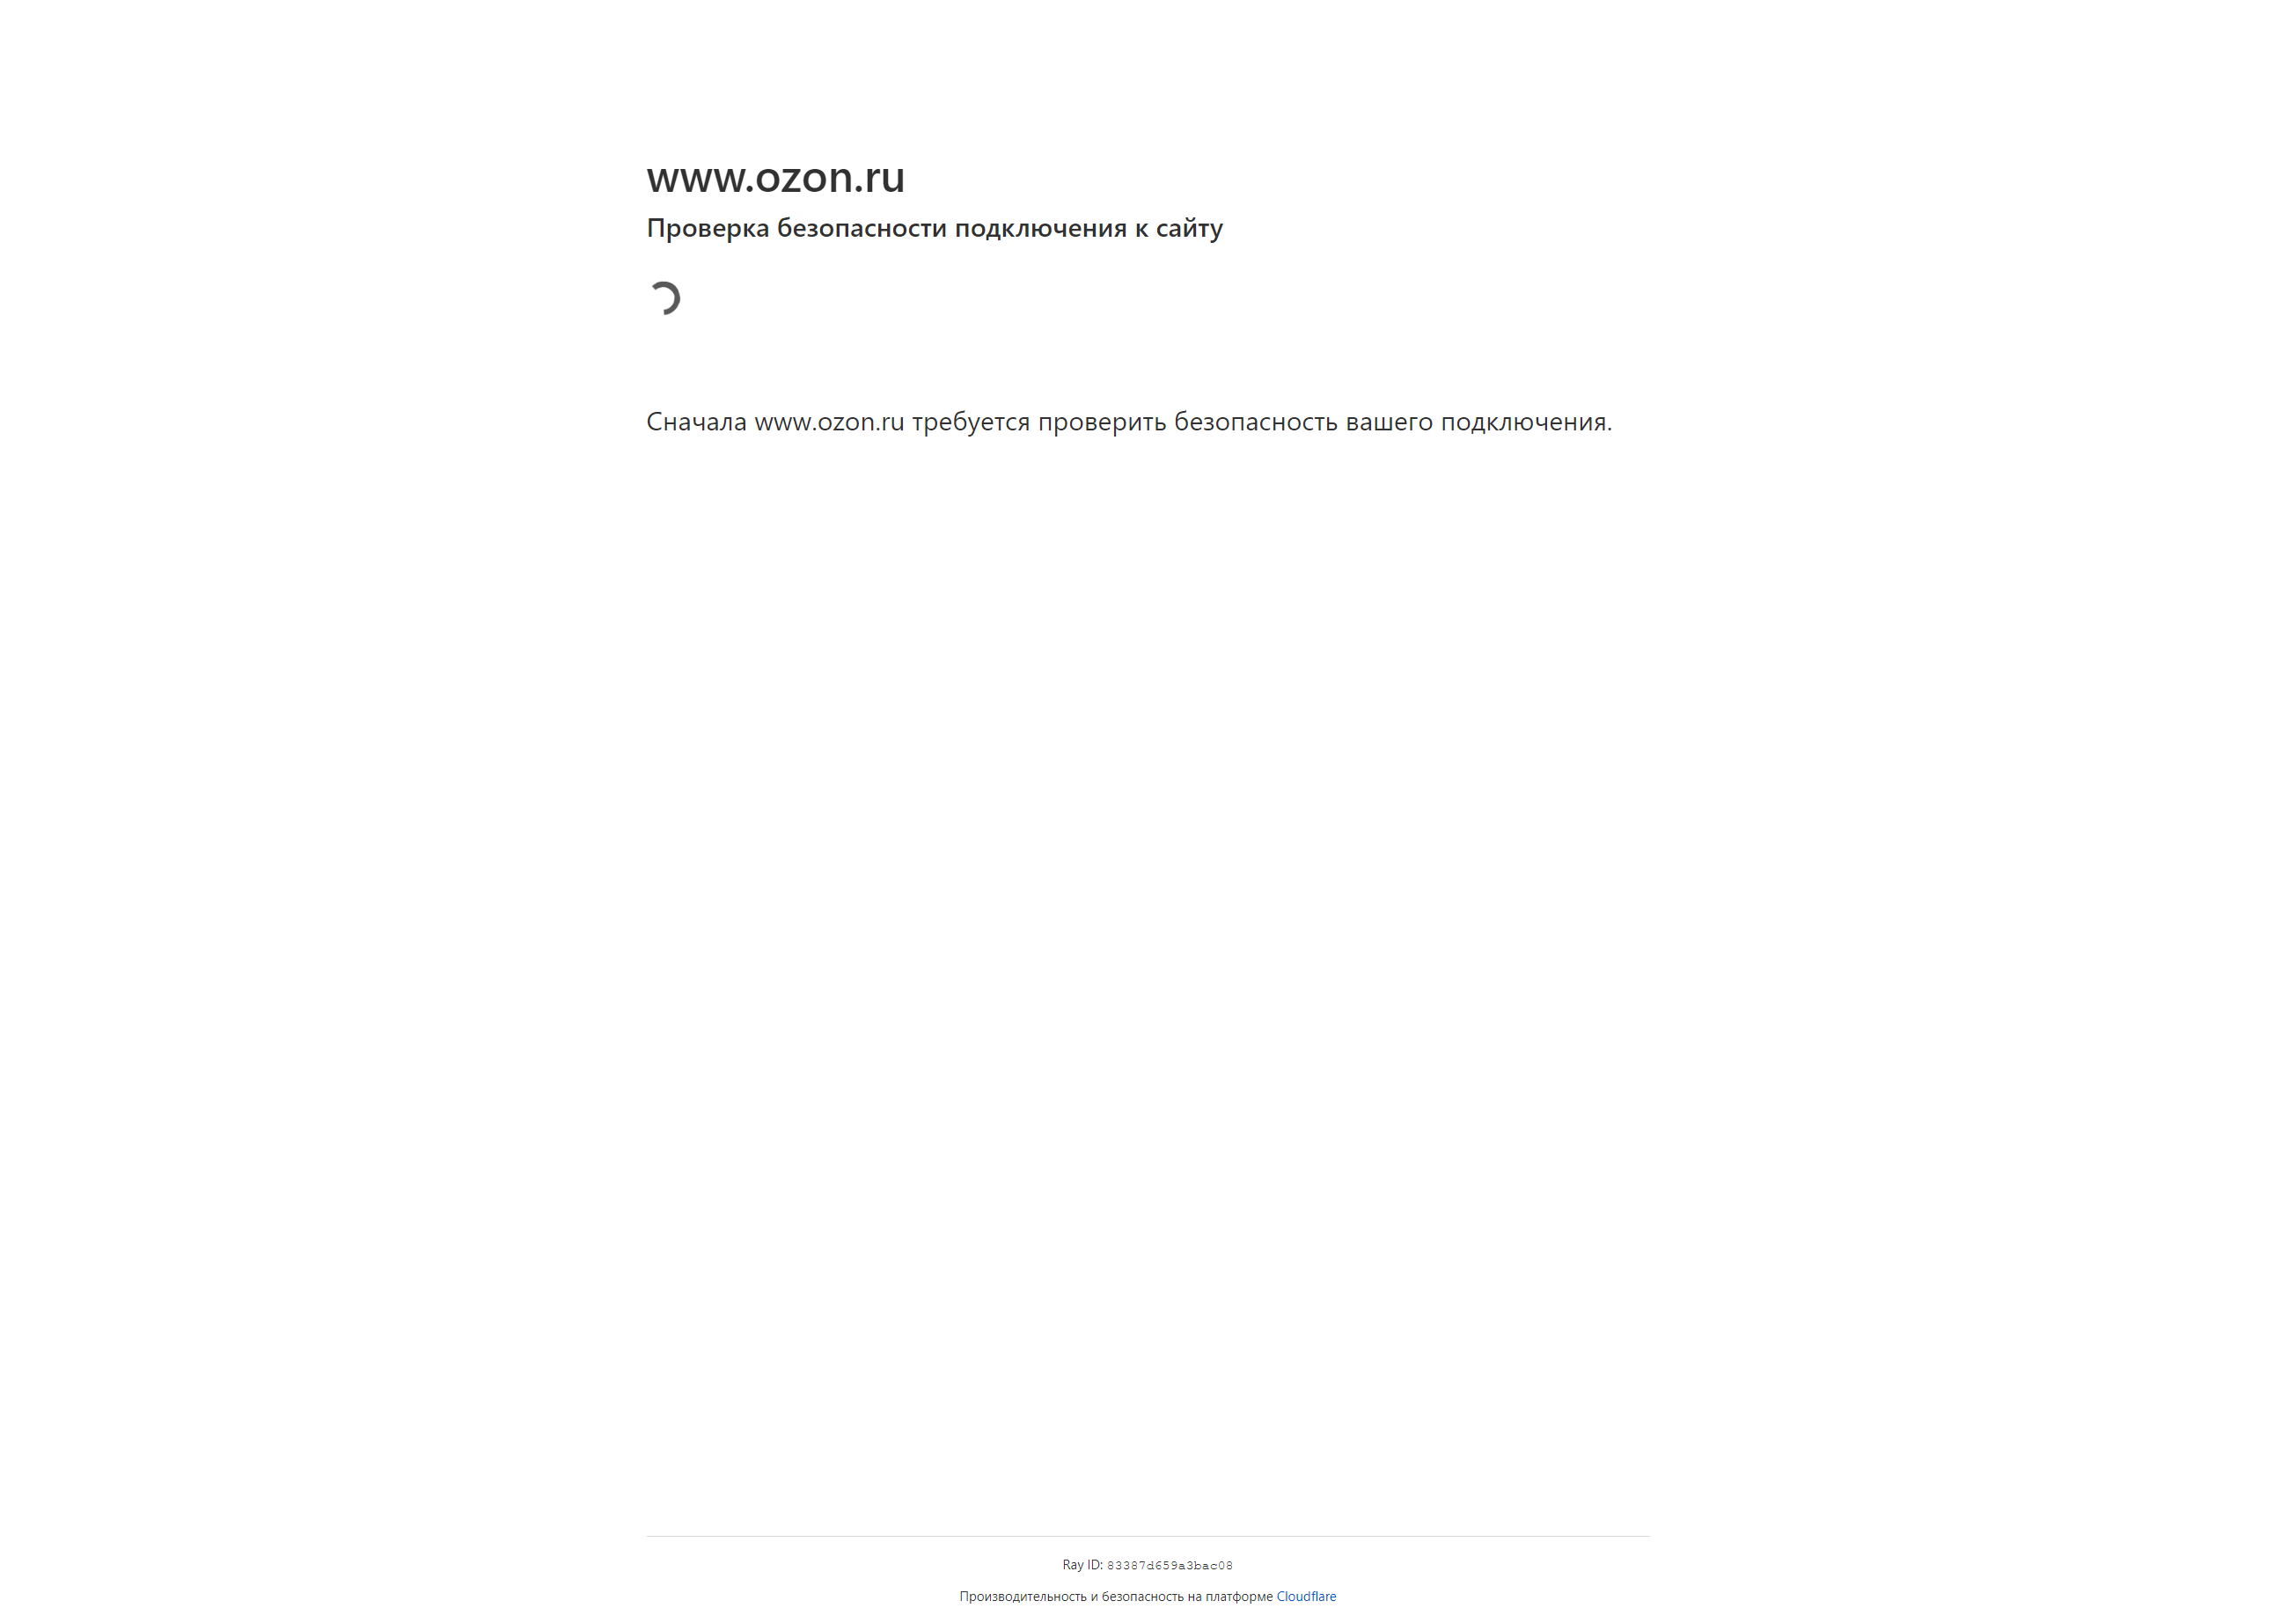 www.ozon.ru
Проверка безопасности подключения к сайту
Сначала www.ozon.ru требуется проверить безопасность вашего подключения.
Ray ID: 83387d659a3bac08
Производительность и безопасность на платформе Cloudflare